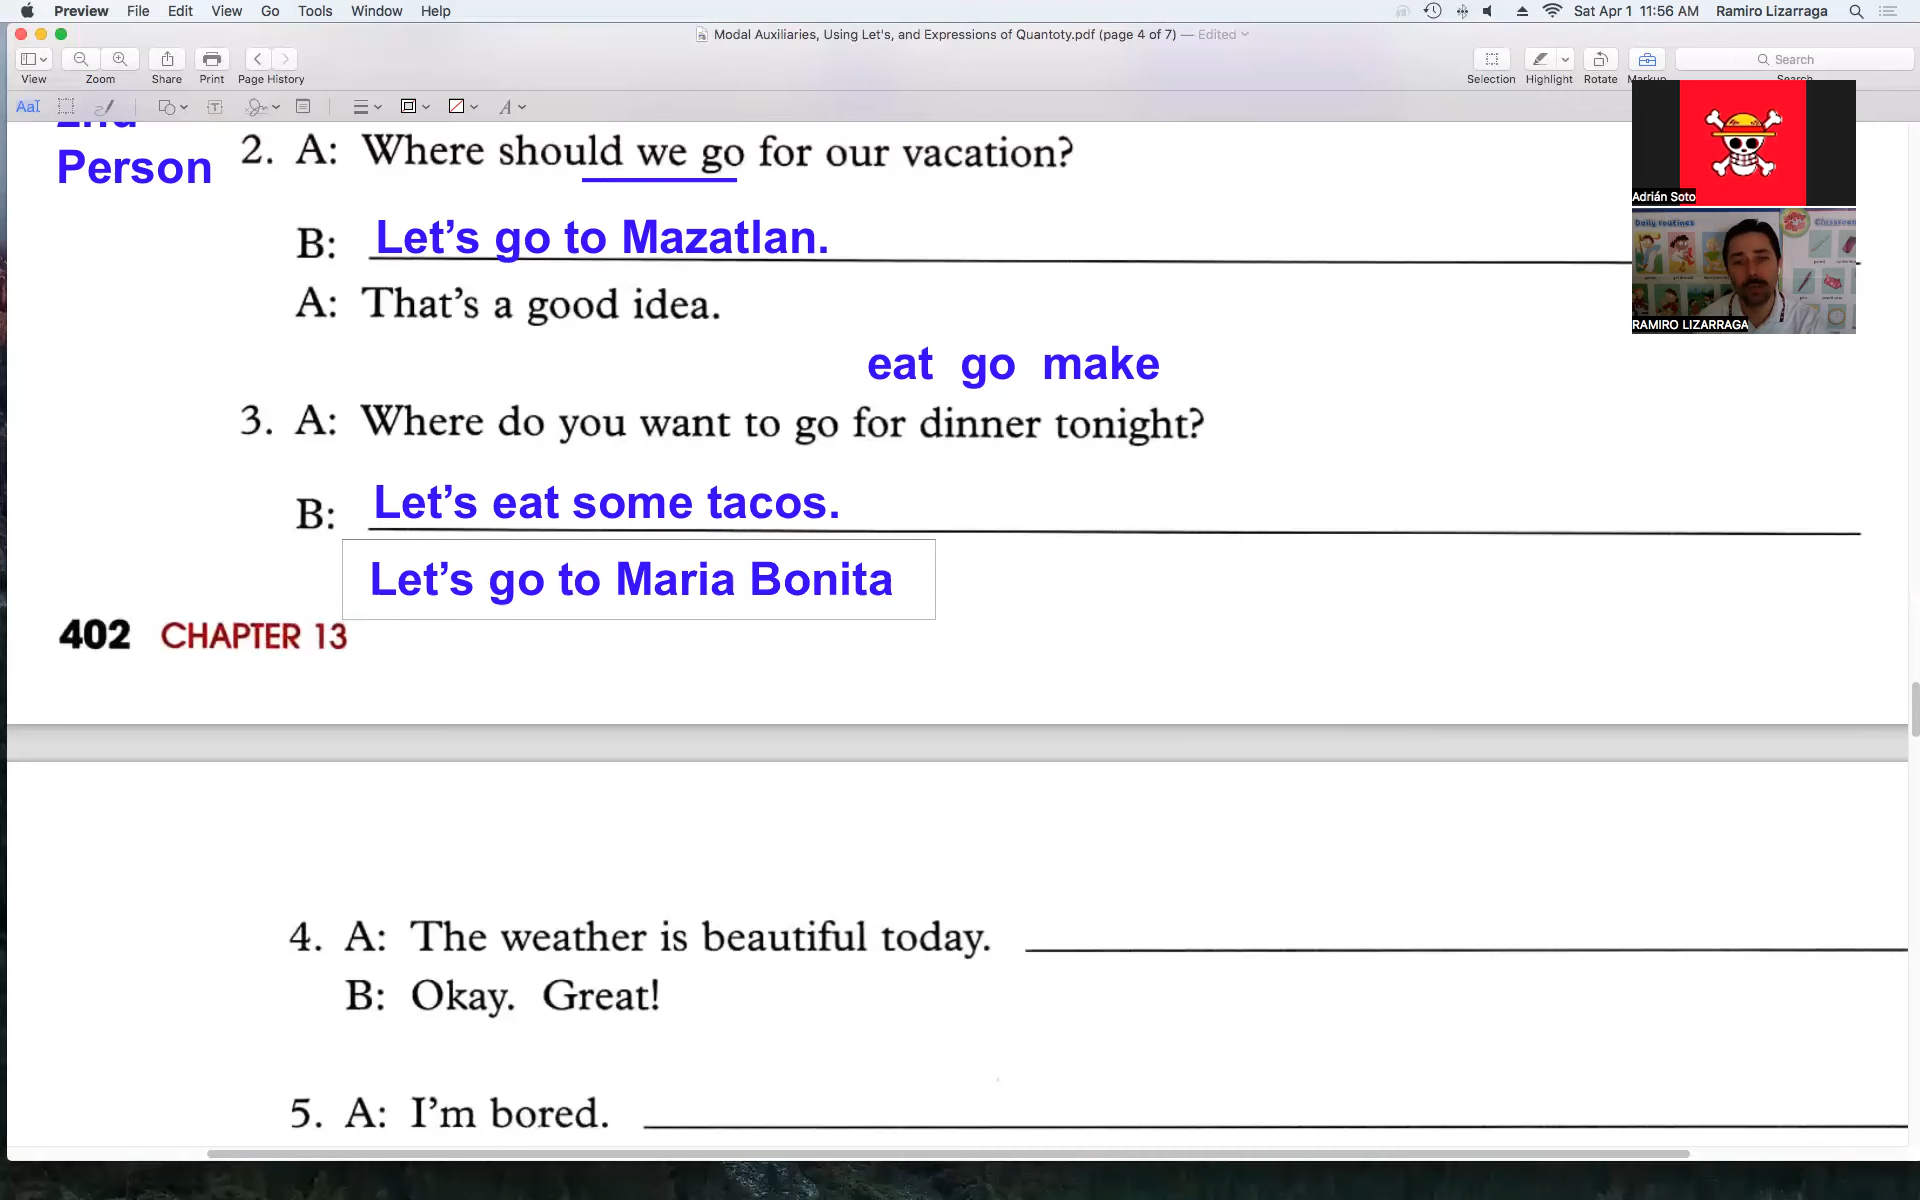 Preview File Edit View Go Tools Window Help Sat Apr 1 11:56 AM Ramiro Lizarraga
Modal Auxiliaries, Using Let's, and Expressions of Quantoty.pdf (page 4 of 7) — Edited
Search
View Zoom Share Print Page History Selection Highlight Rotate Markup Search
2nd
Person
2. A: Where should we go for our vacation?
B: Let's go to Mazatlan.
A: That's a good idea.
eat go make
3. A: Where do you want to go for dinner tonight?
B: Let's eat some tacos.
Let's go to Maria Bonita
402 CHAPTER 13
4. A: The weather is beautiful today.
B: Okay. Great!
5. A: I'm bored.
Adrián Soto
Daily routines
RAMIRO LIZARRAGA